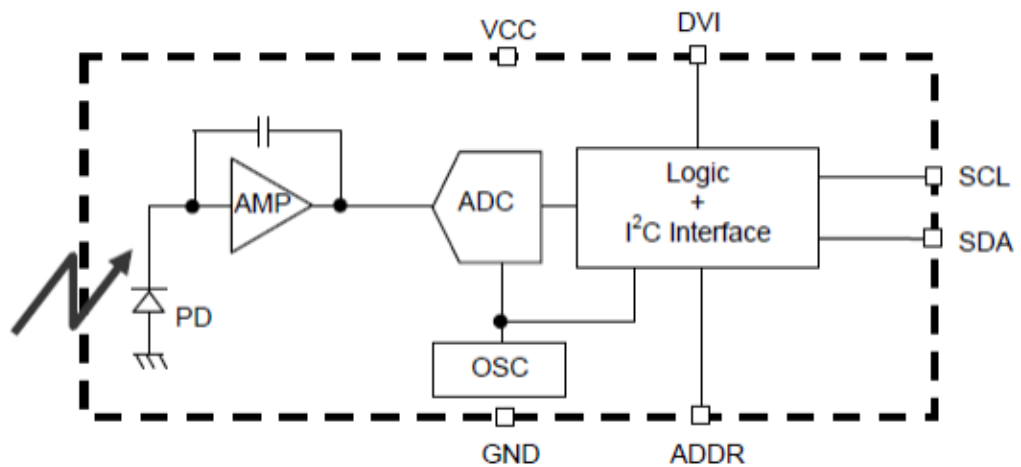 VCC
DVI
AMP
ADC
Logic
+
I²C Interface
SCL
SDA
PD
OSC
GND
ADDR